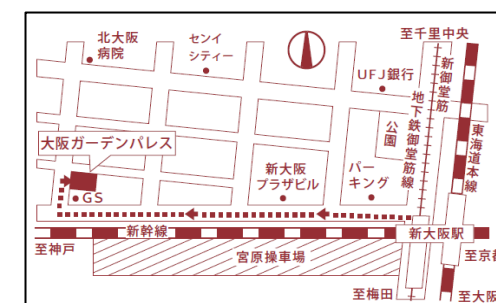 至千里中央
北大阪
病院
センイ
シティー
UFJ銀行
新御堂筋
地下鉄御堂筋線
東海道本線
公園
大阪ガーデンパレス
GS
新大阪
プラザビル
パー
キング
新幹線
新大阪駅
至神戸
宮原操車場
至京都
至梅田
至大阪